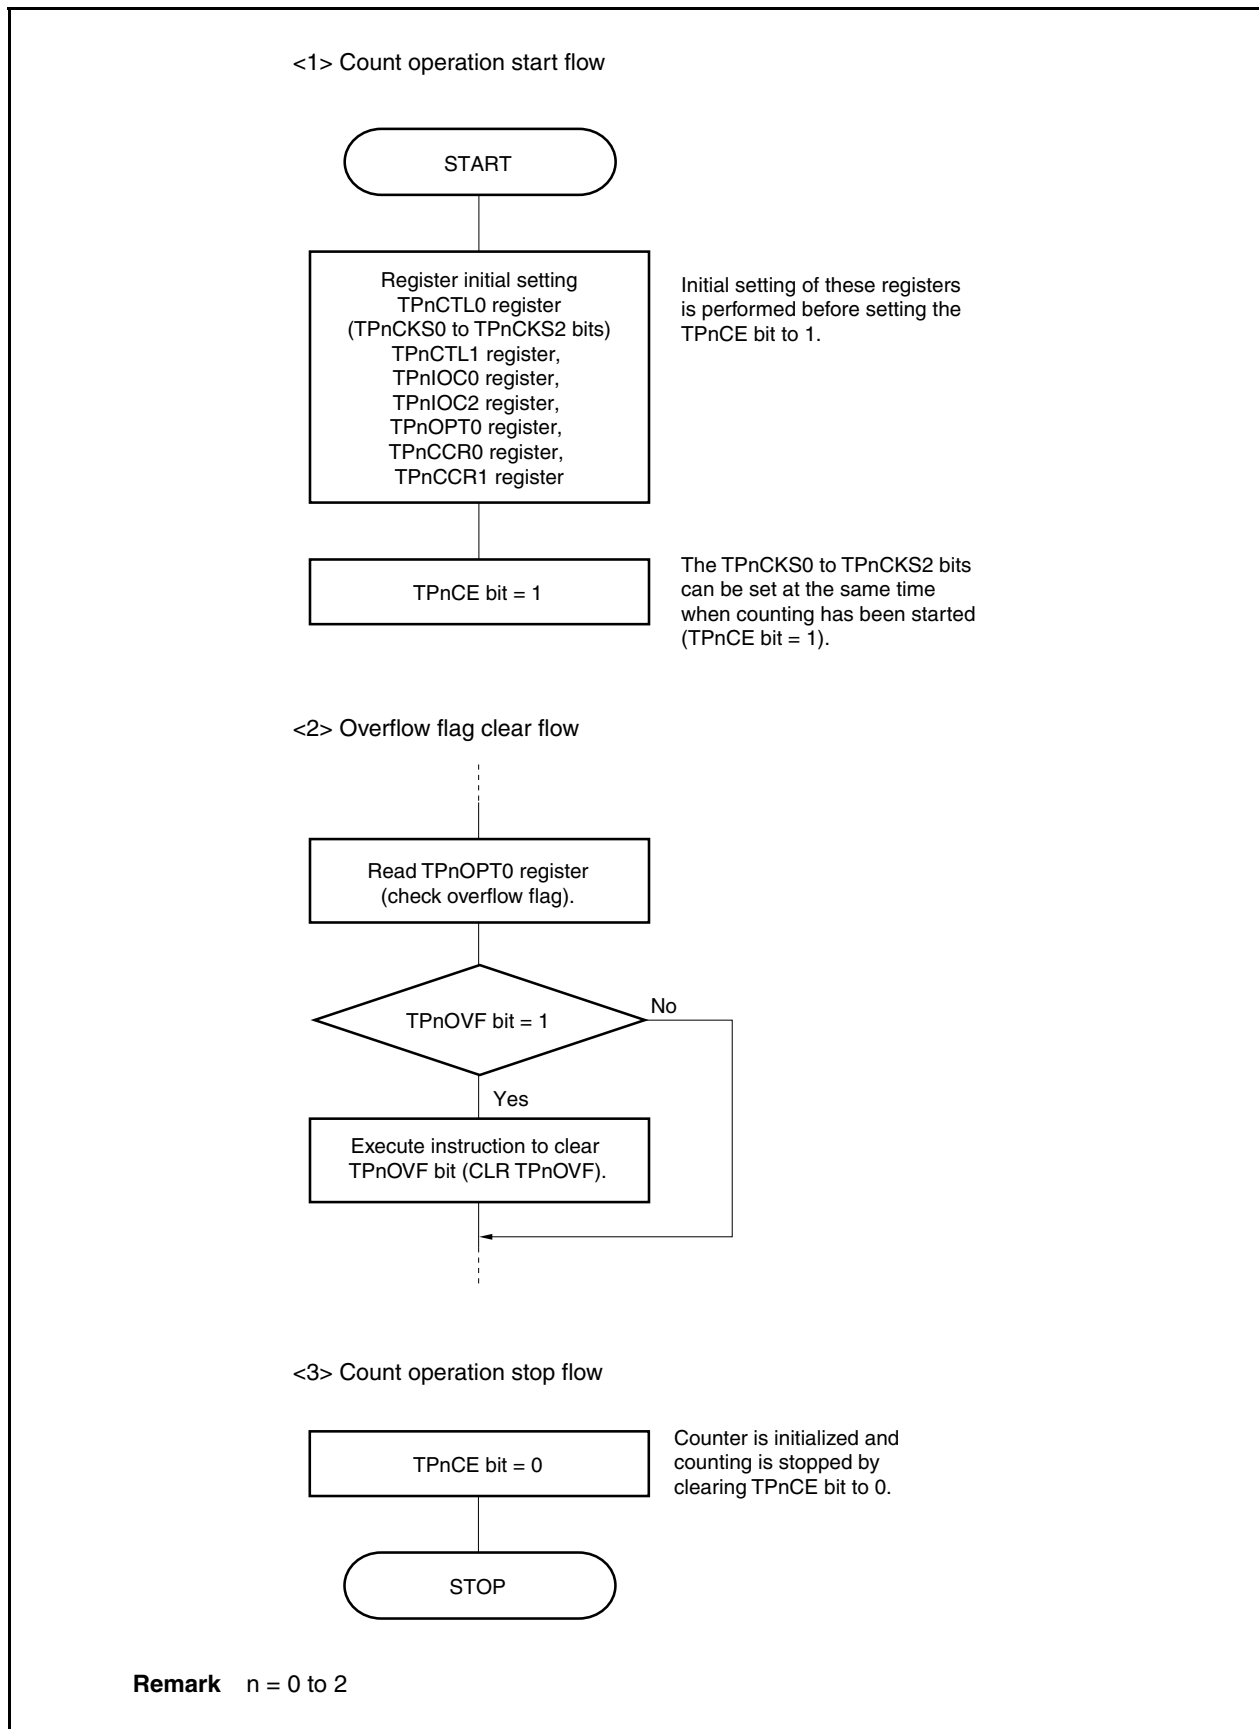 <1> Count operation start flow
START
Register initial setting
TPnCTL0 register
(TPnCKS0 to TPnCKS2 bits)
TPnCTL1 register,
TPnIOC0 register,
TPnIOC2 register,
TPnOPT0 register,
TPnCCR0 register,
TPnCCR1 register
Initial setting of these registers
is performed before setting the
TPnCE bit to 1.
TPnCE bit = 1
The TPnCKS0 to TPnCKS2 bits
can be set at the same time
when counting has been started
(TPnCE bit = 1).
<2> Overflow flag clear flow
Read TPnOPT0 register
(check overflow flag).
TPnOVF bit = 1
No
Yes
Execute instruction to clear
TPnOVF bit (CLR TPnOVF).
<3> Count operation stop flow
TPnCE bit = 0
Counter is initialized and
counting is stopped by
clearing TPnCE bit to 0.
STOP
Remark n = 0 to 2